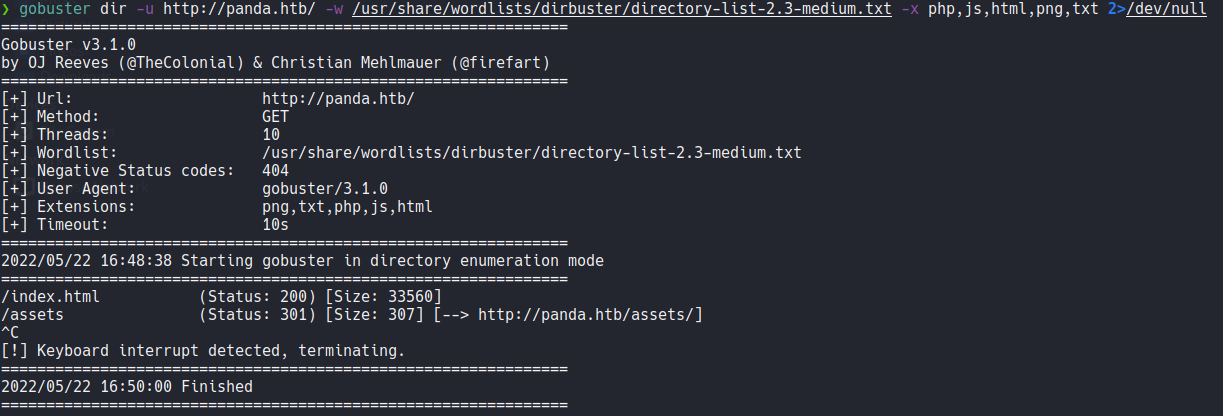 ❯ gobuster dir -u http://panda.htb/ -w /usr/share/wordlists/dirbuster/directory-list-2.3-medium.txt -x php,js,html,png,txt 2>/dev/null
===============================================================
Gobuster v3.1.0
by OJ Reeves (@TheColonial) & Christian Mehlmauer (@firefart)
===============================================================
[+] Url:                     http://panda.htb/
[+] Method:                  GET
[+] Threads:                 10
[+] Wordlist:                /usr/share/wordlists/dirbuster/directory-list-2.3-medium.txt
[+] Negative Status codes:   404
[+] User Agent:              gobuster/3.1.0
[+] Extensions:              png,txt,php,js,html
[+] Timeout:                 10s
===============================================================
2022/05/22 16:48:38 Starting gobuster in directory enumeration mode
===============================================================
/index.html           (Status: 200) [Size: 33560]
/assets               (Status: 301) [Size: 307] [--> http://panda.htb/assets/]
^C
[!] Keyboard interrupt detected, terminating.
===============================================================
2022/05/22 16:50:00 Finished
===============================================================